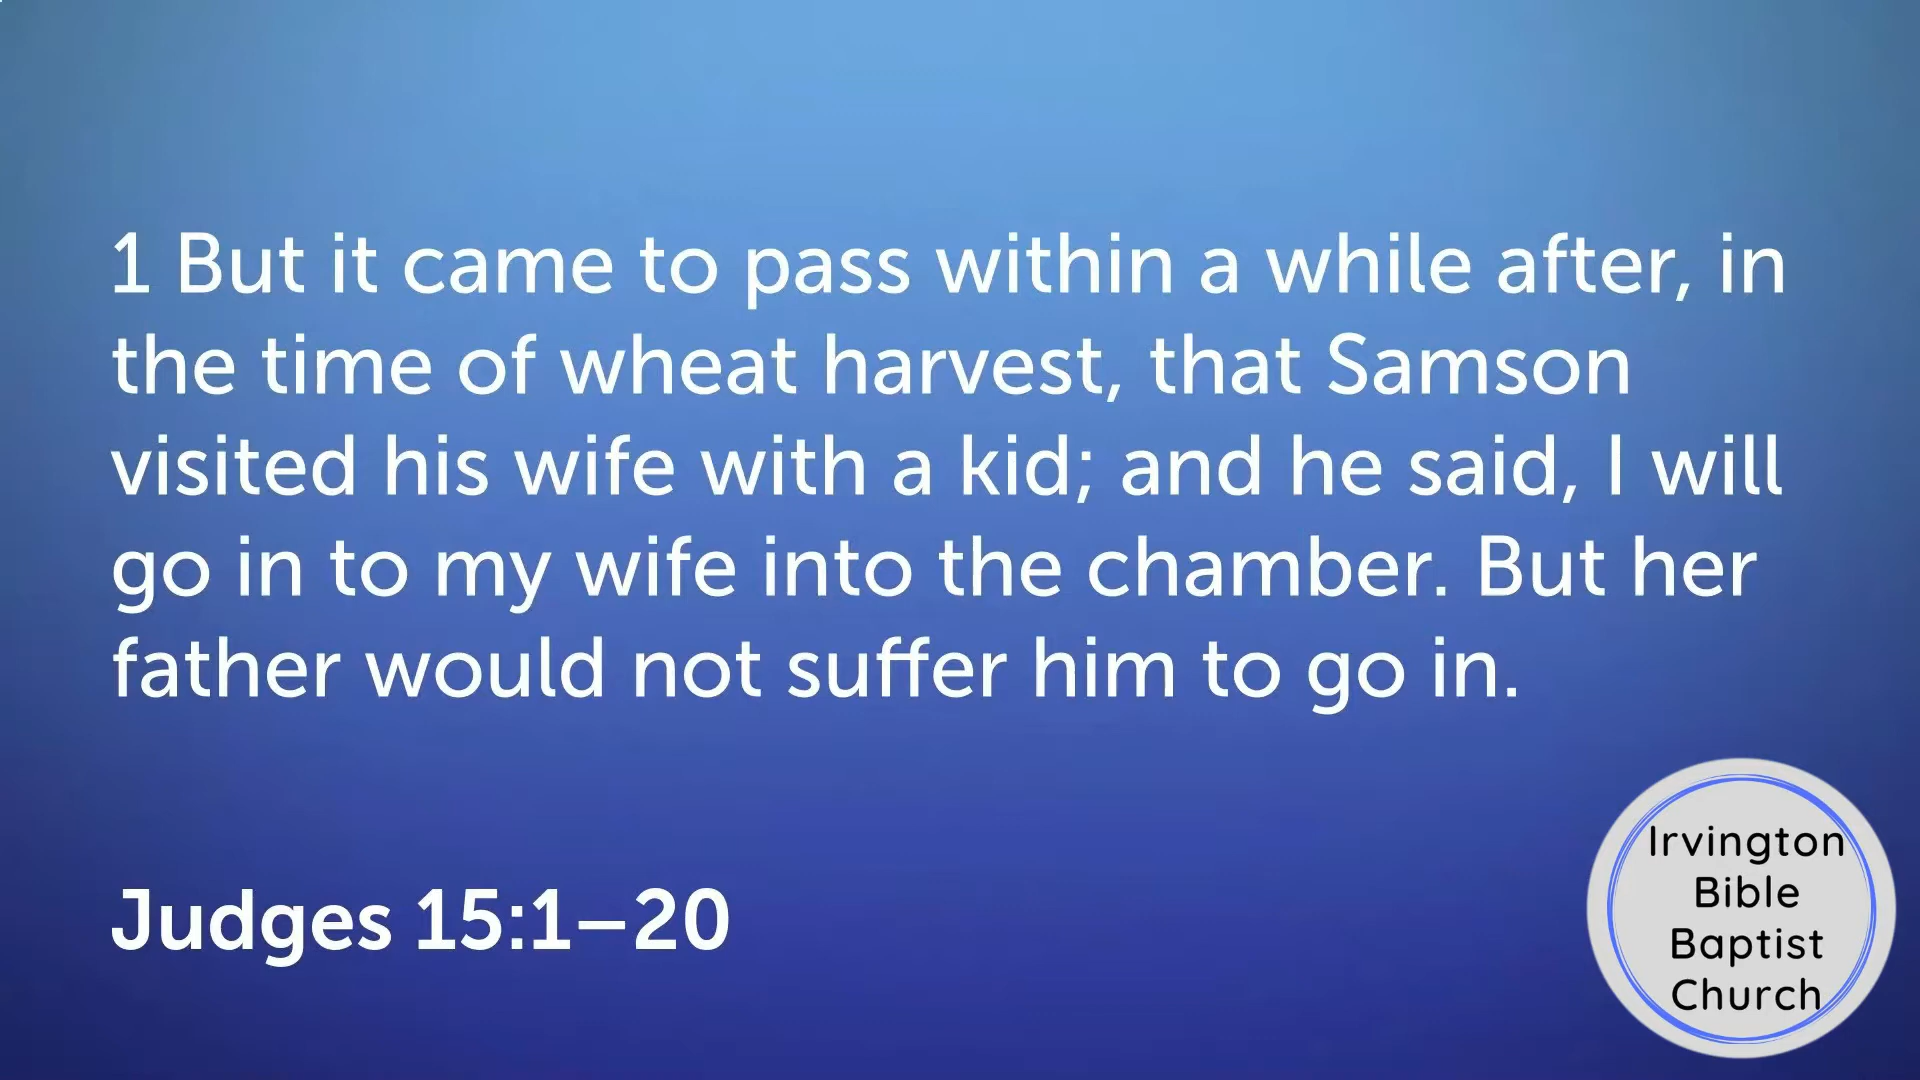 1 But it came to pass within a while after, in
the time of wheat harvest, that Samson
visited his wife with a kid; and he said, I will
go in to my wife into the chamber. But her
father would not suffer him to go in.
Judges 15:1–20
Irvington
Bible
Baptist
Church